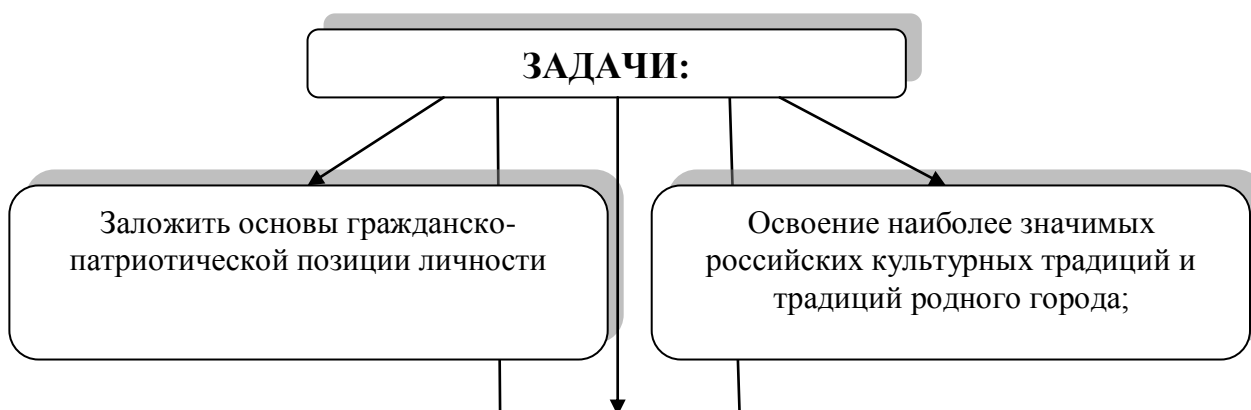 ЗАДАЧИ:
Заложить основы гражданско-
патриотической позиции личности
Освоение наиболее значимых
российских культурных традиций и
традиций родного города;